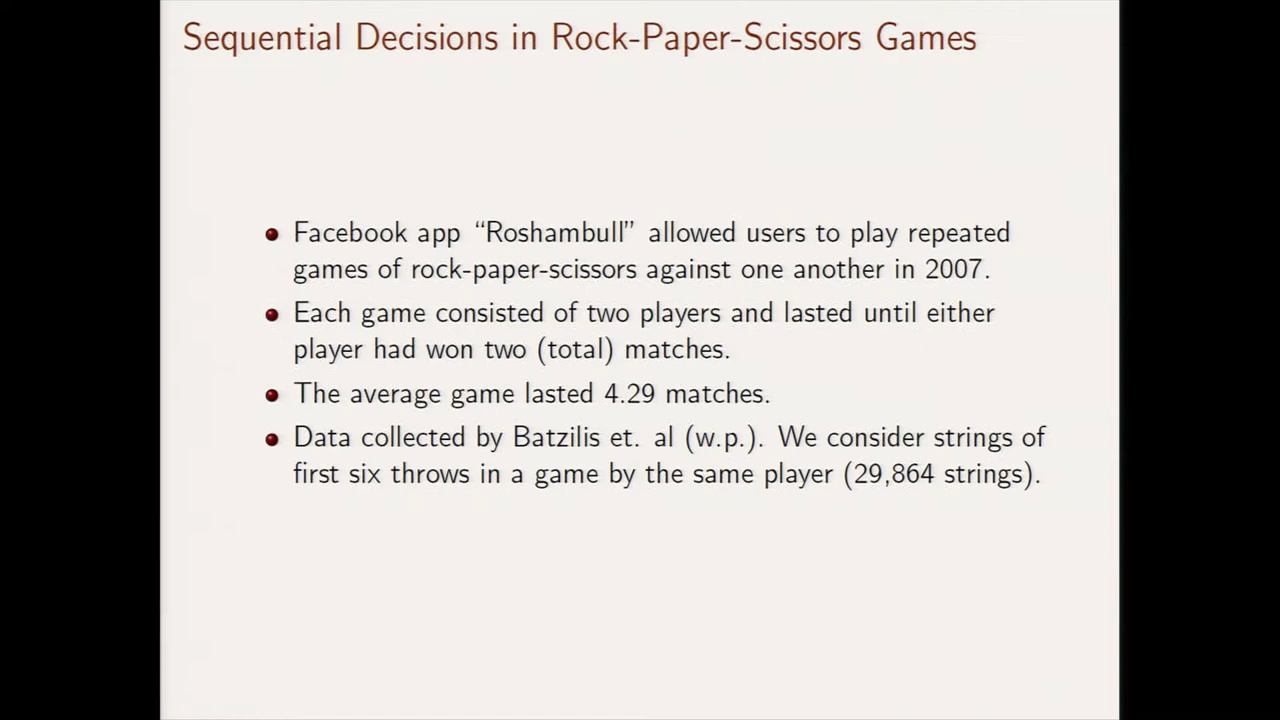 Sequential Decisions in Rock-Paper-Scissors Games
Facebook app “Roshambull” allowed users to play repeated
games of rock-paper-scissors against one another in 2007.
Each game consisted of two players and lasted until either
player had won two (total) matches.
The average game lasted 4.29 matches.
Data collected by Batzilis et. al (w.p.). We consider strings of
first six throws in a game by the same player (29,864 strings).